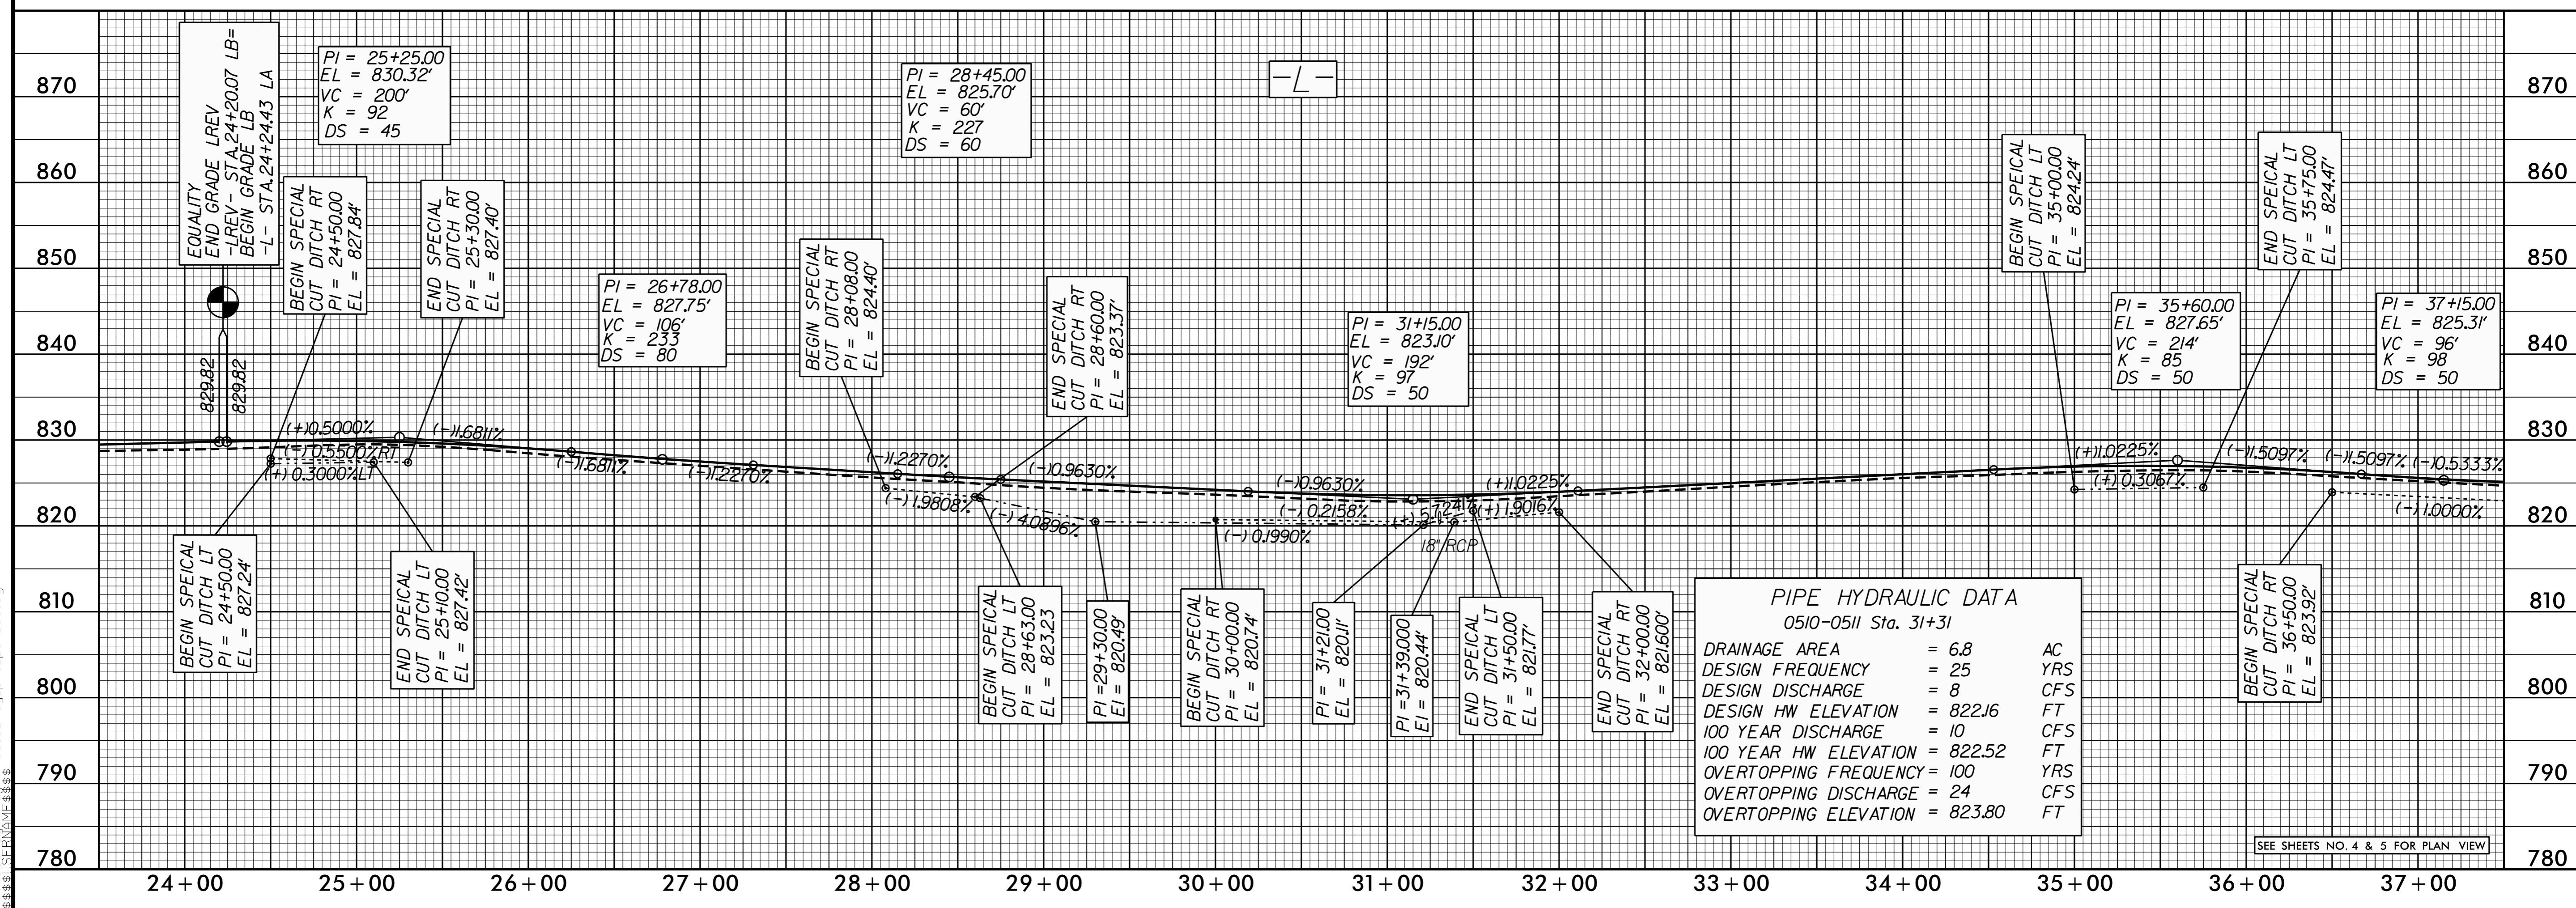 870
860
850
840
830
820
810
800
790
780
EQUALITY
END GRADE LREV
-LREV- STA.24+20.07 LB=
BEGIN GRADE LB
-L- STA.24+24.43 LA
829.82
829.82
PI = 25+25.00
EL = 830.32'
VC = 200'
K = 92
DS = 45
BEGIN SPECIAL
CUT DITCH RT
PI = 24+50.00
EL = 827.84'
END SPECIAL
CUT DITCH RT
PI = 25+30.00
EL = 827.40'
PI = 26+78.00
EL = 827.75'
VC = 106'
K = 233
DS = 80
BEGIN SPECIAL
CUT DITCH RT
PI = 28+08.00
EL = 824.40'
PI = 28+45.00
EL = 825.70'
VC = 60'
K = 227
DS = 60
END SPECIAL
CUT DITCH RT
PI = 28+60.00
EL = 823.37'
-L-
PI = 31+15.00
EL = 823.10'
VC = 192'
K = 97
DS = 50
BEGIN SPEICAL
CUT DITCH LT
PI = 35+00.00
EL = 824.24'
PI = 35+60.00
EL = 827.65'
VC = 214'
K = 85
DS = 50
END SPEICAL
CUT DITCH LT
PI = 35+75.00
EL = 824.47'
PI = 37+15.00
EL = 825.31'
VC = 96'
K = 98
DS = 50
(+)0.5000%
(-)1.6811%
(-) 0.5500%RT
(+) 0.3000%LT
(-)1.6811%
(-)1.2270%
(-)1.2270%
(-) 1.9808%
(-)0.9630%
(-) 4.0896%
(-)0.9630%
(-) 0.2158%
(-) 0.1990%
(+)1.0225%
(+) 5.7241%
(+) 1.9016%
18" RCP
(+)1.0225%
(-)1.5097%
(+) 0.3067%
(-)1.5097%
(-)0.5333%
(-) 1.0000%
BEGIN SPEICAL
CUT DITCH LT
PI = 24+50.00
EL = 827.24'
END SPEICAL
CUT DITCH LT
PI = 25+10.00
EL = 827.42'
BEGIN SPEICAL
CUT DITCH LT
PI = 28+63.00
EL = 823.23
PI =29+30.00
El = 820.49'
BEGIN SPECIAL
CUT DITCH RT
PI = 30+00.00
EL = 820.74'
PI = 31+21.00
EL = 820.11'
PI =31+39.000
El = 820.44'
END SPEICAL
CUT DITCH LT
PI = 31+50.00
EL = 821.77'
END SPECIAL
CUT DITCH RT
PI = 32+00.00
EL = 821.600'
BEGIN SPECIAL
CUT DITCH RT
PI = 36+50.00
EL = 823.92'
PIPE HYDRAULIC DATA
0510-0511 Sta. 31+31
DRAINAGE AREA = 6.8 AC
DESIGN FREQUENCY = 25 YRS
DESIGN DISCHARGE = 8 CFS
DESIGN HW ELEVATION = 822.16 FT
100 YEAR DISCHARGE = 10 CFS
100 YEAR HW ELEVATION = 822.52 FT
OVERTOPPING FREQUENCY = 100 YRS
OVERTOPPING DISCHARGE = 24 CFS
OVERTOPPING ELEVATION = 823.80 FT
SEE SHEETS NO. 4 & 5 FOR PLAN VIEW
870
860
850
840
830
820
810
800
790
780
24+00 25+00 26+00 27+00 28+00 29+00 30+00 31+00 32+00 33+00 34+00 35+00 36+00 37+00